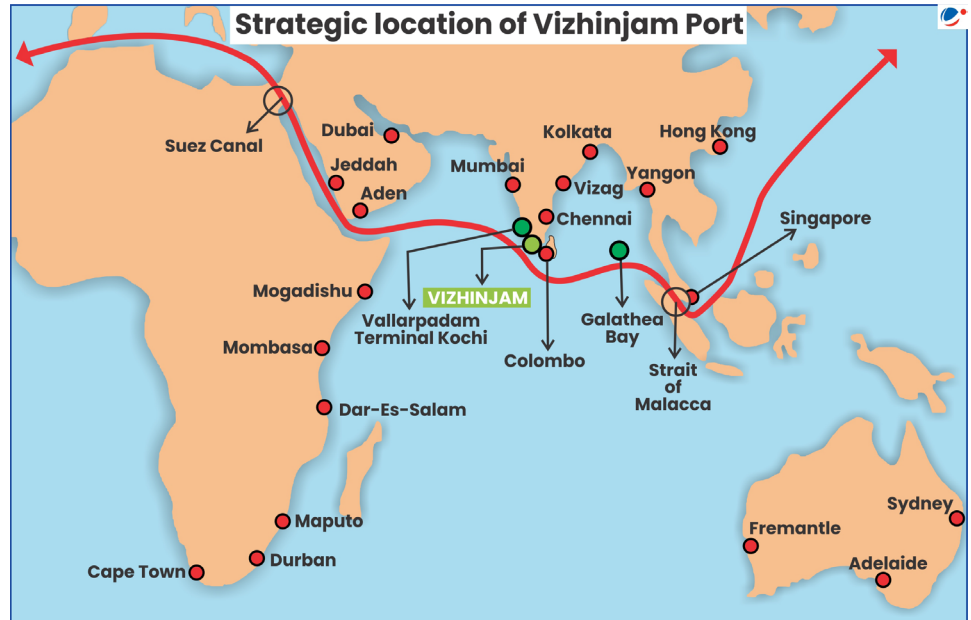 Strategic location of Vizhinjam Port
Suez Canal
Dubai
Jeddah
Aden
Mumbai
Kolkata
Hong Kong
Vizag
Yangon
Chennai
Singapore
Mogadishu
VIZHINJAM
Vallarpadam
Terminal Kochi
Galathea
Bay
Colombo
Strait
of
Malacca
Mombasa
Dar-Es-Salam
Maputo
Durban
Cape Town
Sydney
Fremantle
Adelaide